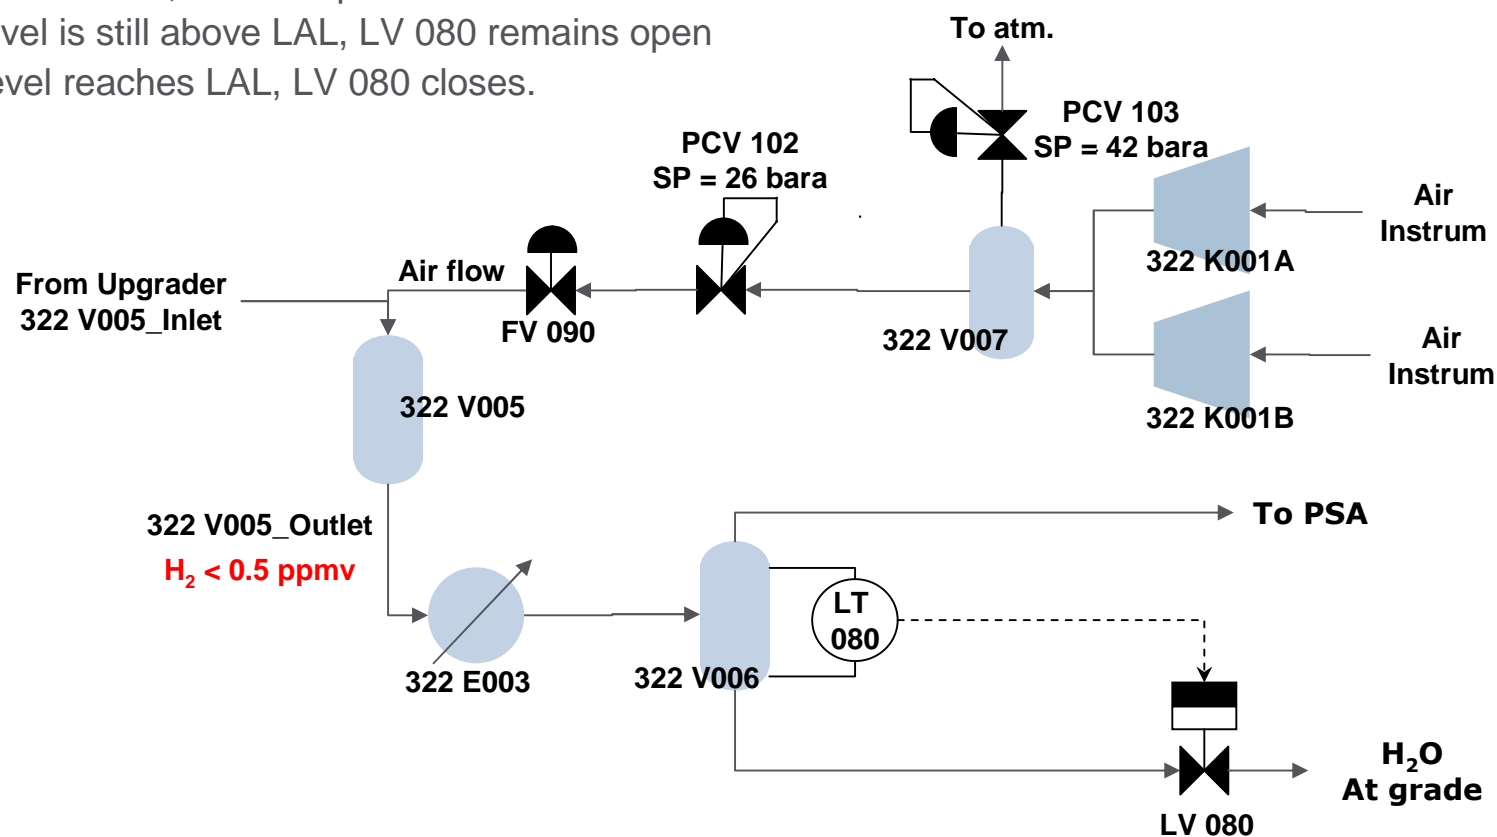 vel is still above LAL, LV 080 remains open
evel reaches LAL, LV 080 closes.
To atm.
PCV 103
SP = 42 bara
PCV 102
SP = 26 bara
Air
Instrum
322 K001A
From Upgrader
322 V005_Inlet
Air flow
FV 090
322 V007
Air
Instrum
322 K001B
322 V005
322 V005_Outlet
H₂ < 0.5 ppmv
To PSA
LT
080
322 E003
322 V006
H₂O
At grade
LV 080